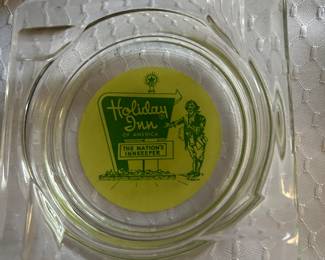 Holiday
Inn
OF AMERICA
THE NATION'S
INNKEEPER